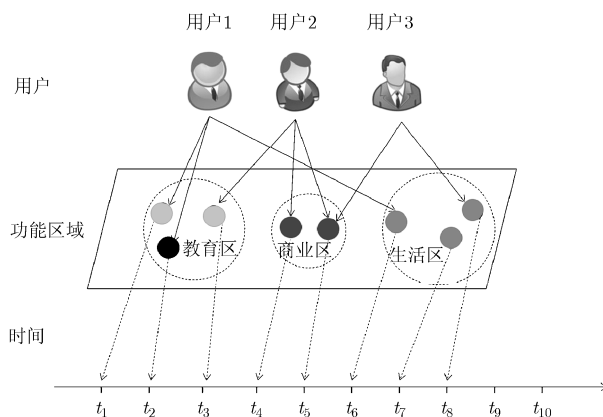 用户1 用户2 用户3
用户
功能区域
教育区 商业区 生活区
时间
t1 t2 t3 t4 t5 t6 t7 t8 t9 t10